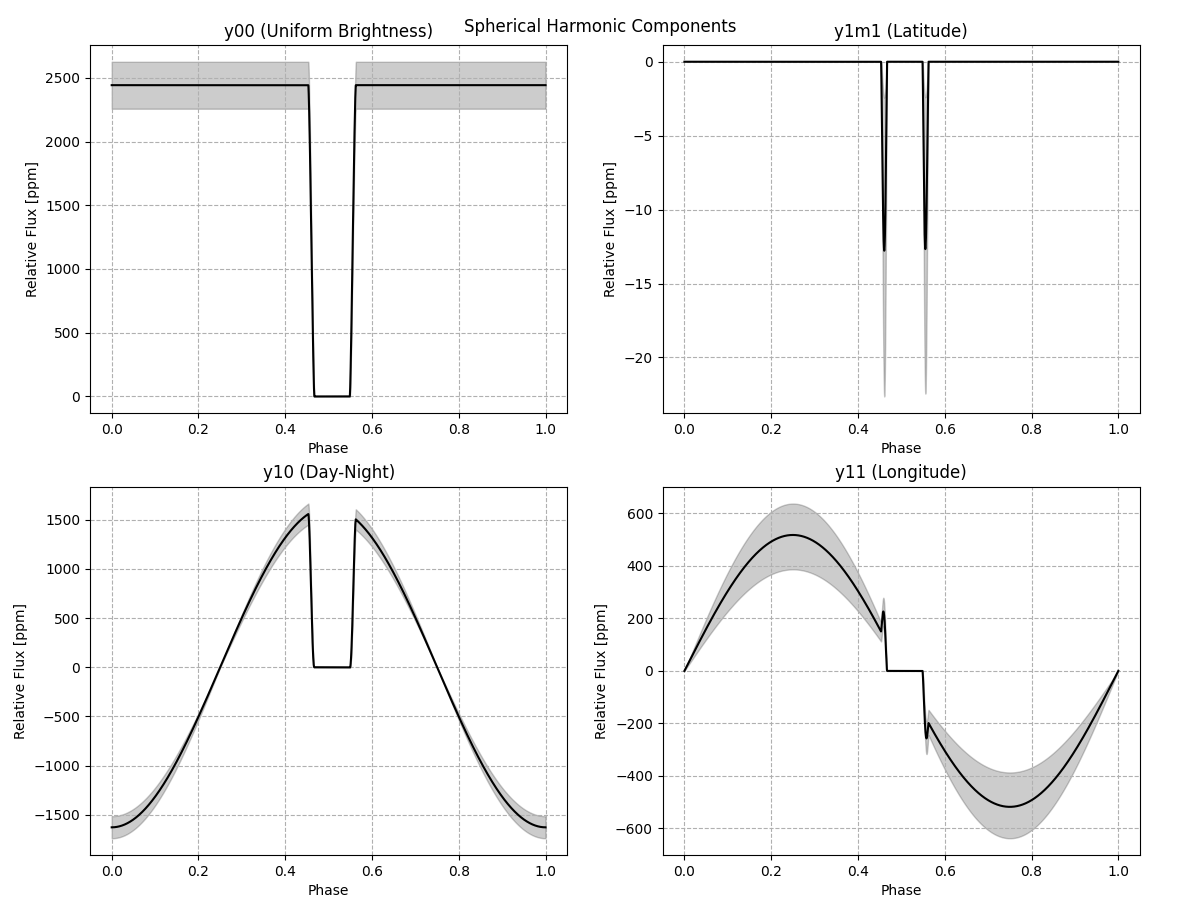 Spherical Harmonic Components
y00 (Uniform Brightness)
2500
2000
1500
1000
500
0
Relative Flux [ppm]
0.0 0.2 0.4 0.6 0.8 1.0
Phase
y1m1 (Latitude)
0
−5
−10
−15
−20
Relative Flux [ppm]
0.0 0.2 0.4 0.6 0.8 1.0
Phase
y10 (Day-Night)
1500
1000
500
0
−500
−1000
−1500
Relative Flux [ppm]
0.0 0.2 0.4 0.6 0.8 1.0
Phase
y11 (Longitude)
600
400
200
0
−200
−400
−600
Relative Flux [ppm]
0.0 0.2 0.4 0.6 0.8 1.0
Phase